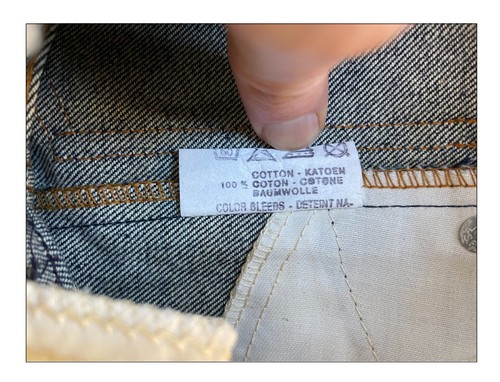 COTTON - KATOEN
100 % COTON - COTONE
BAUMWOLLE
COLOR BLEEDS - DETEINT NA-